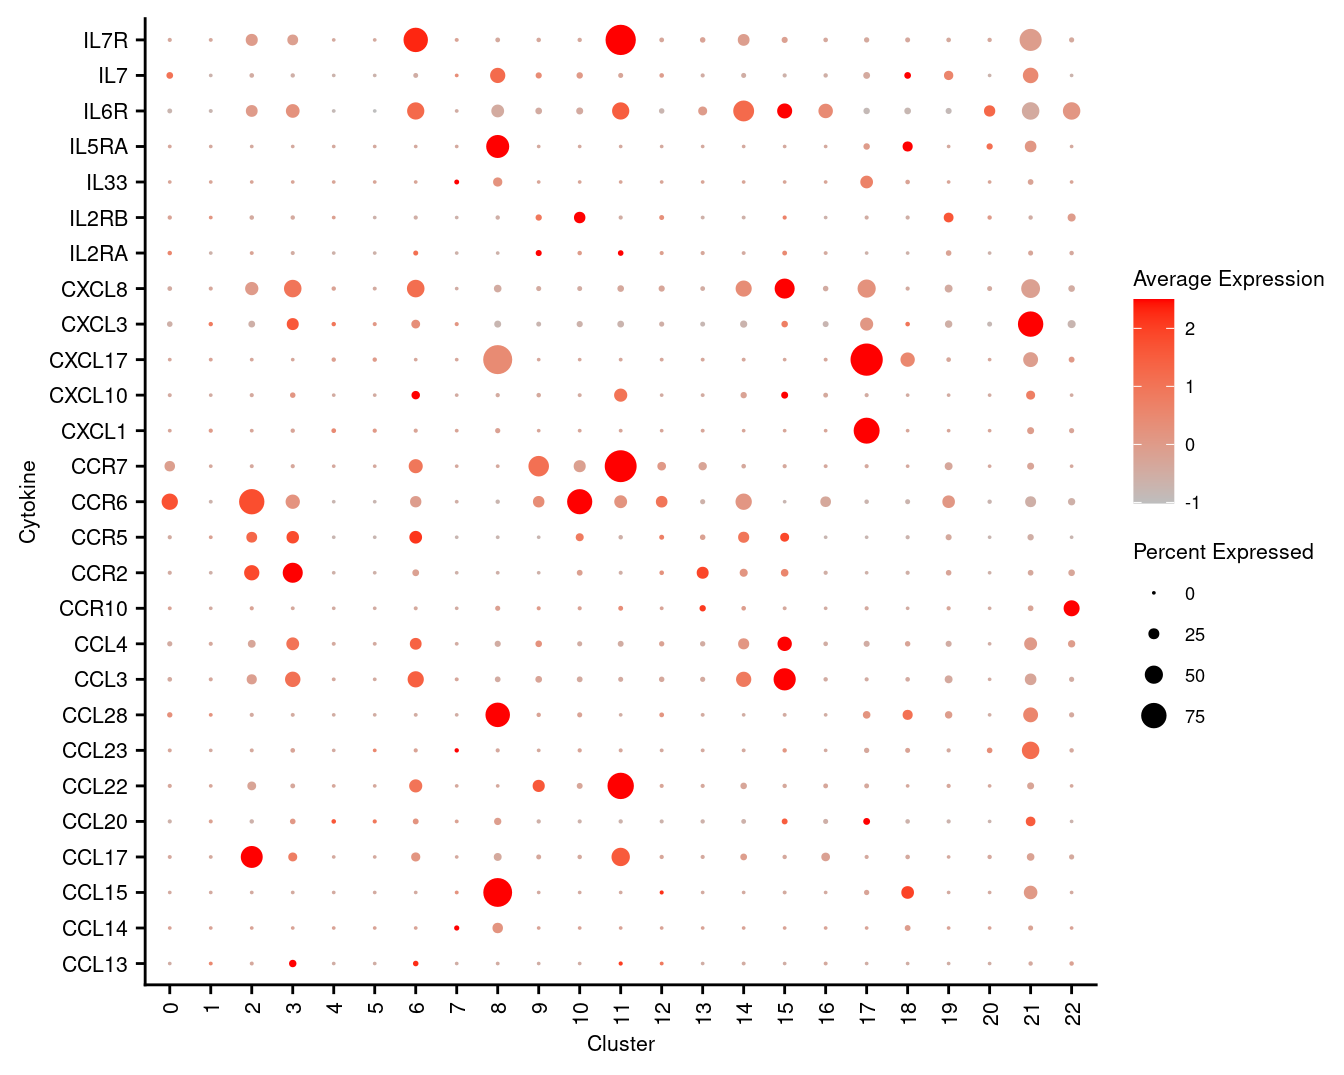 IL7R
IL7
IL6R
IL5RA
IL33
IL2RB
IL2RA
CXCL8
CXCL3
CXCL17
CXCL10
CXCL1
CCR7
CCR6
CCR5
CCR2
CCR10
CCL4
CCL3
CCL28
CCL23
CCL22
CCL20
CCL17
CCL15
CCL14
CCL13
Cytokine
0 1 2 3 4 5 6 7 8 9 10 11 12 13 14 15 16 17 18 19 20 21 22
Cluster
Average Expression
2
1
0
-1
Percent Expressed
0
25
50
75